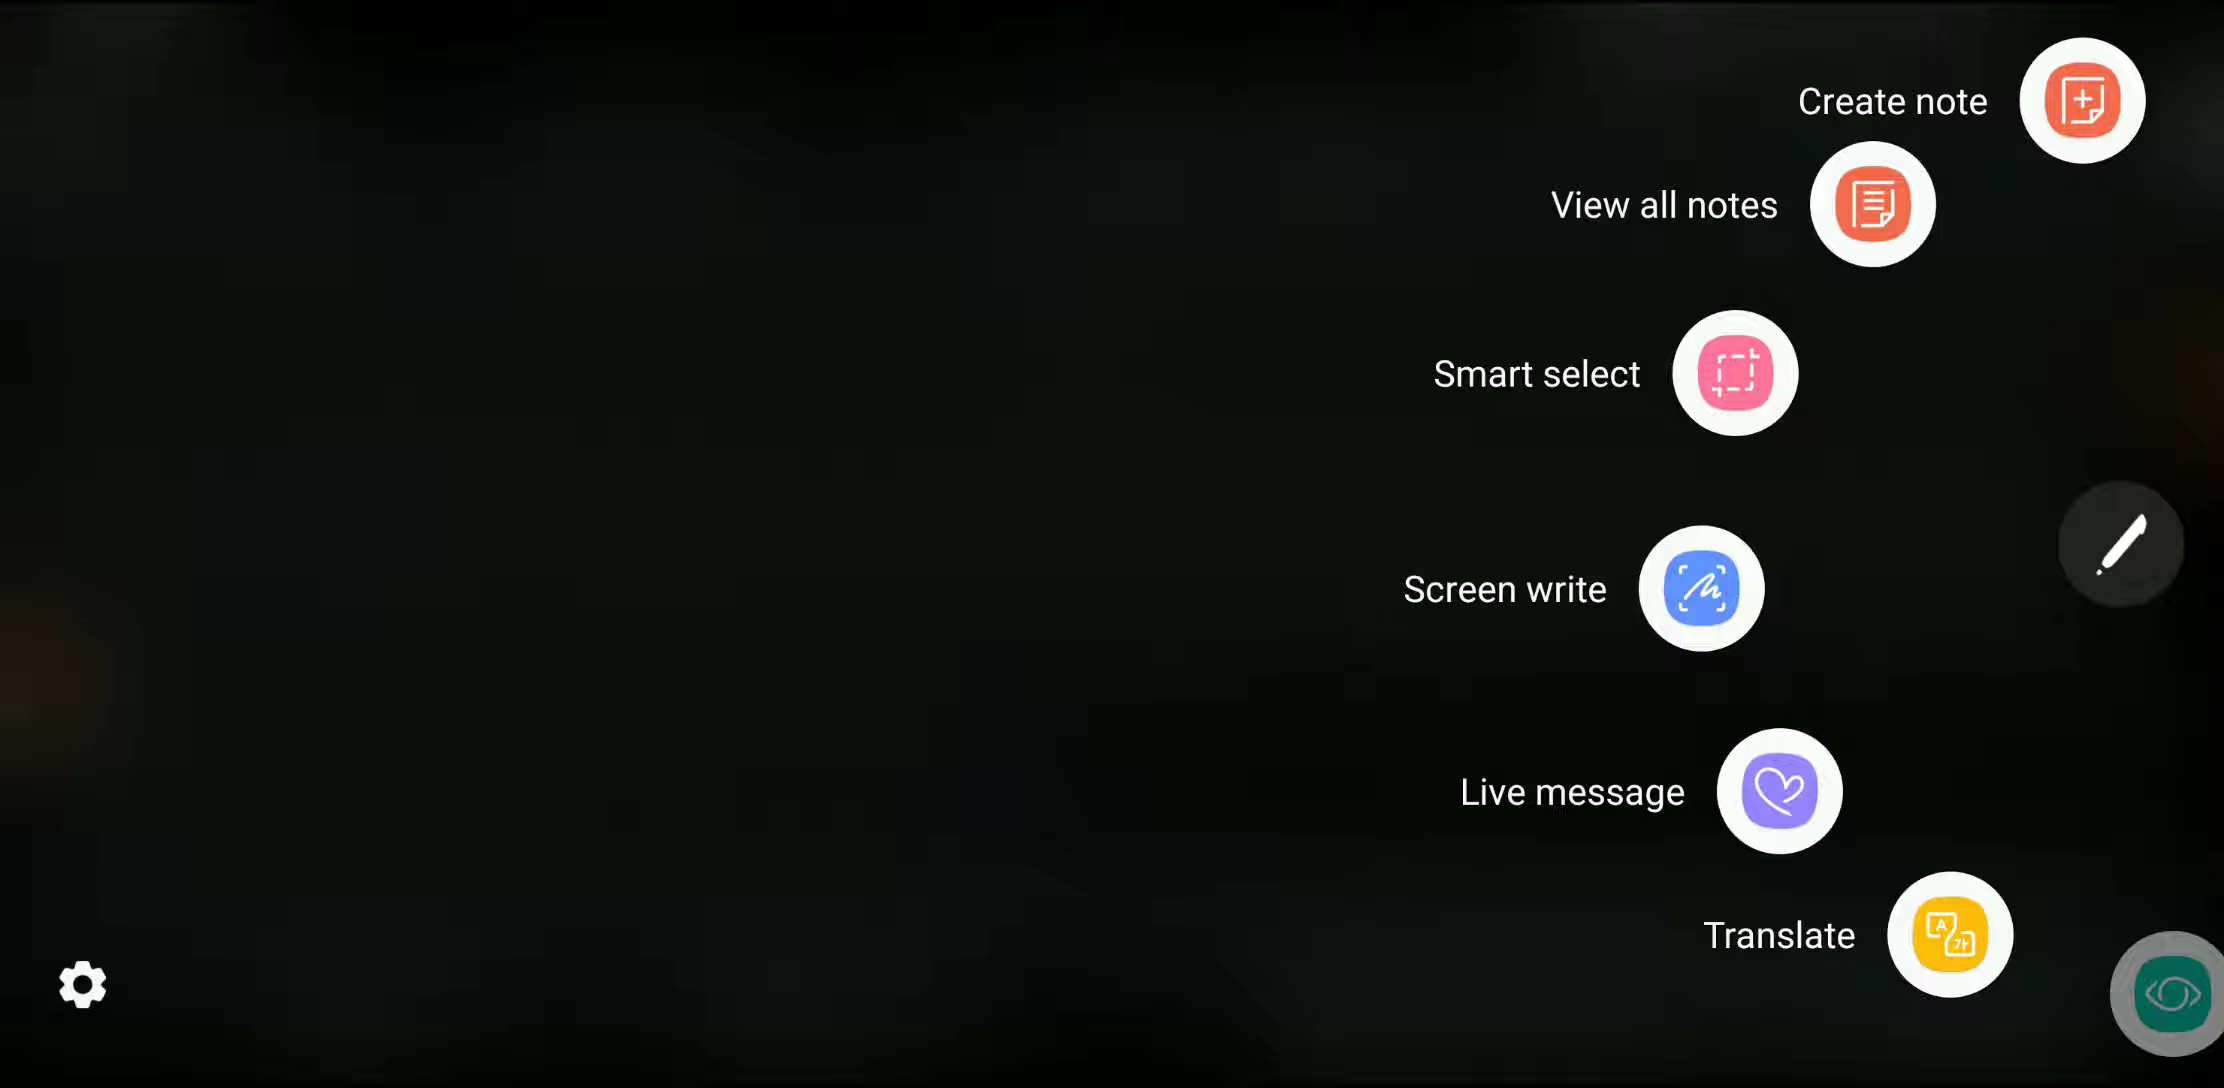 Create note
View all notes
Smart select
Screen write
Live message
Translate